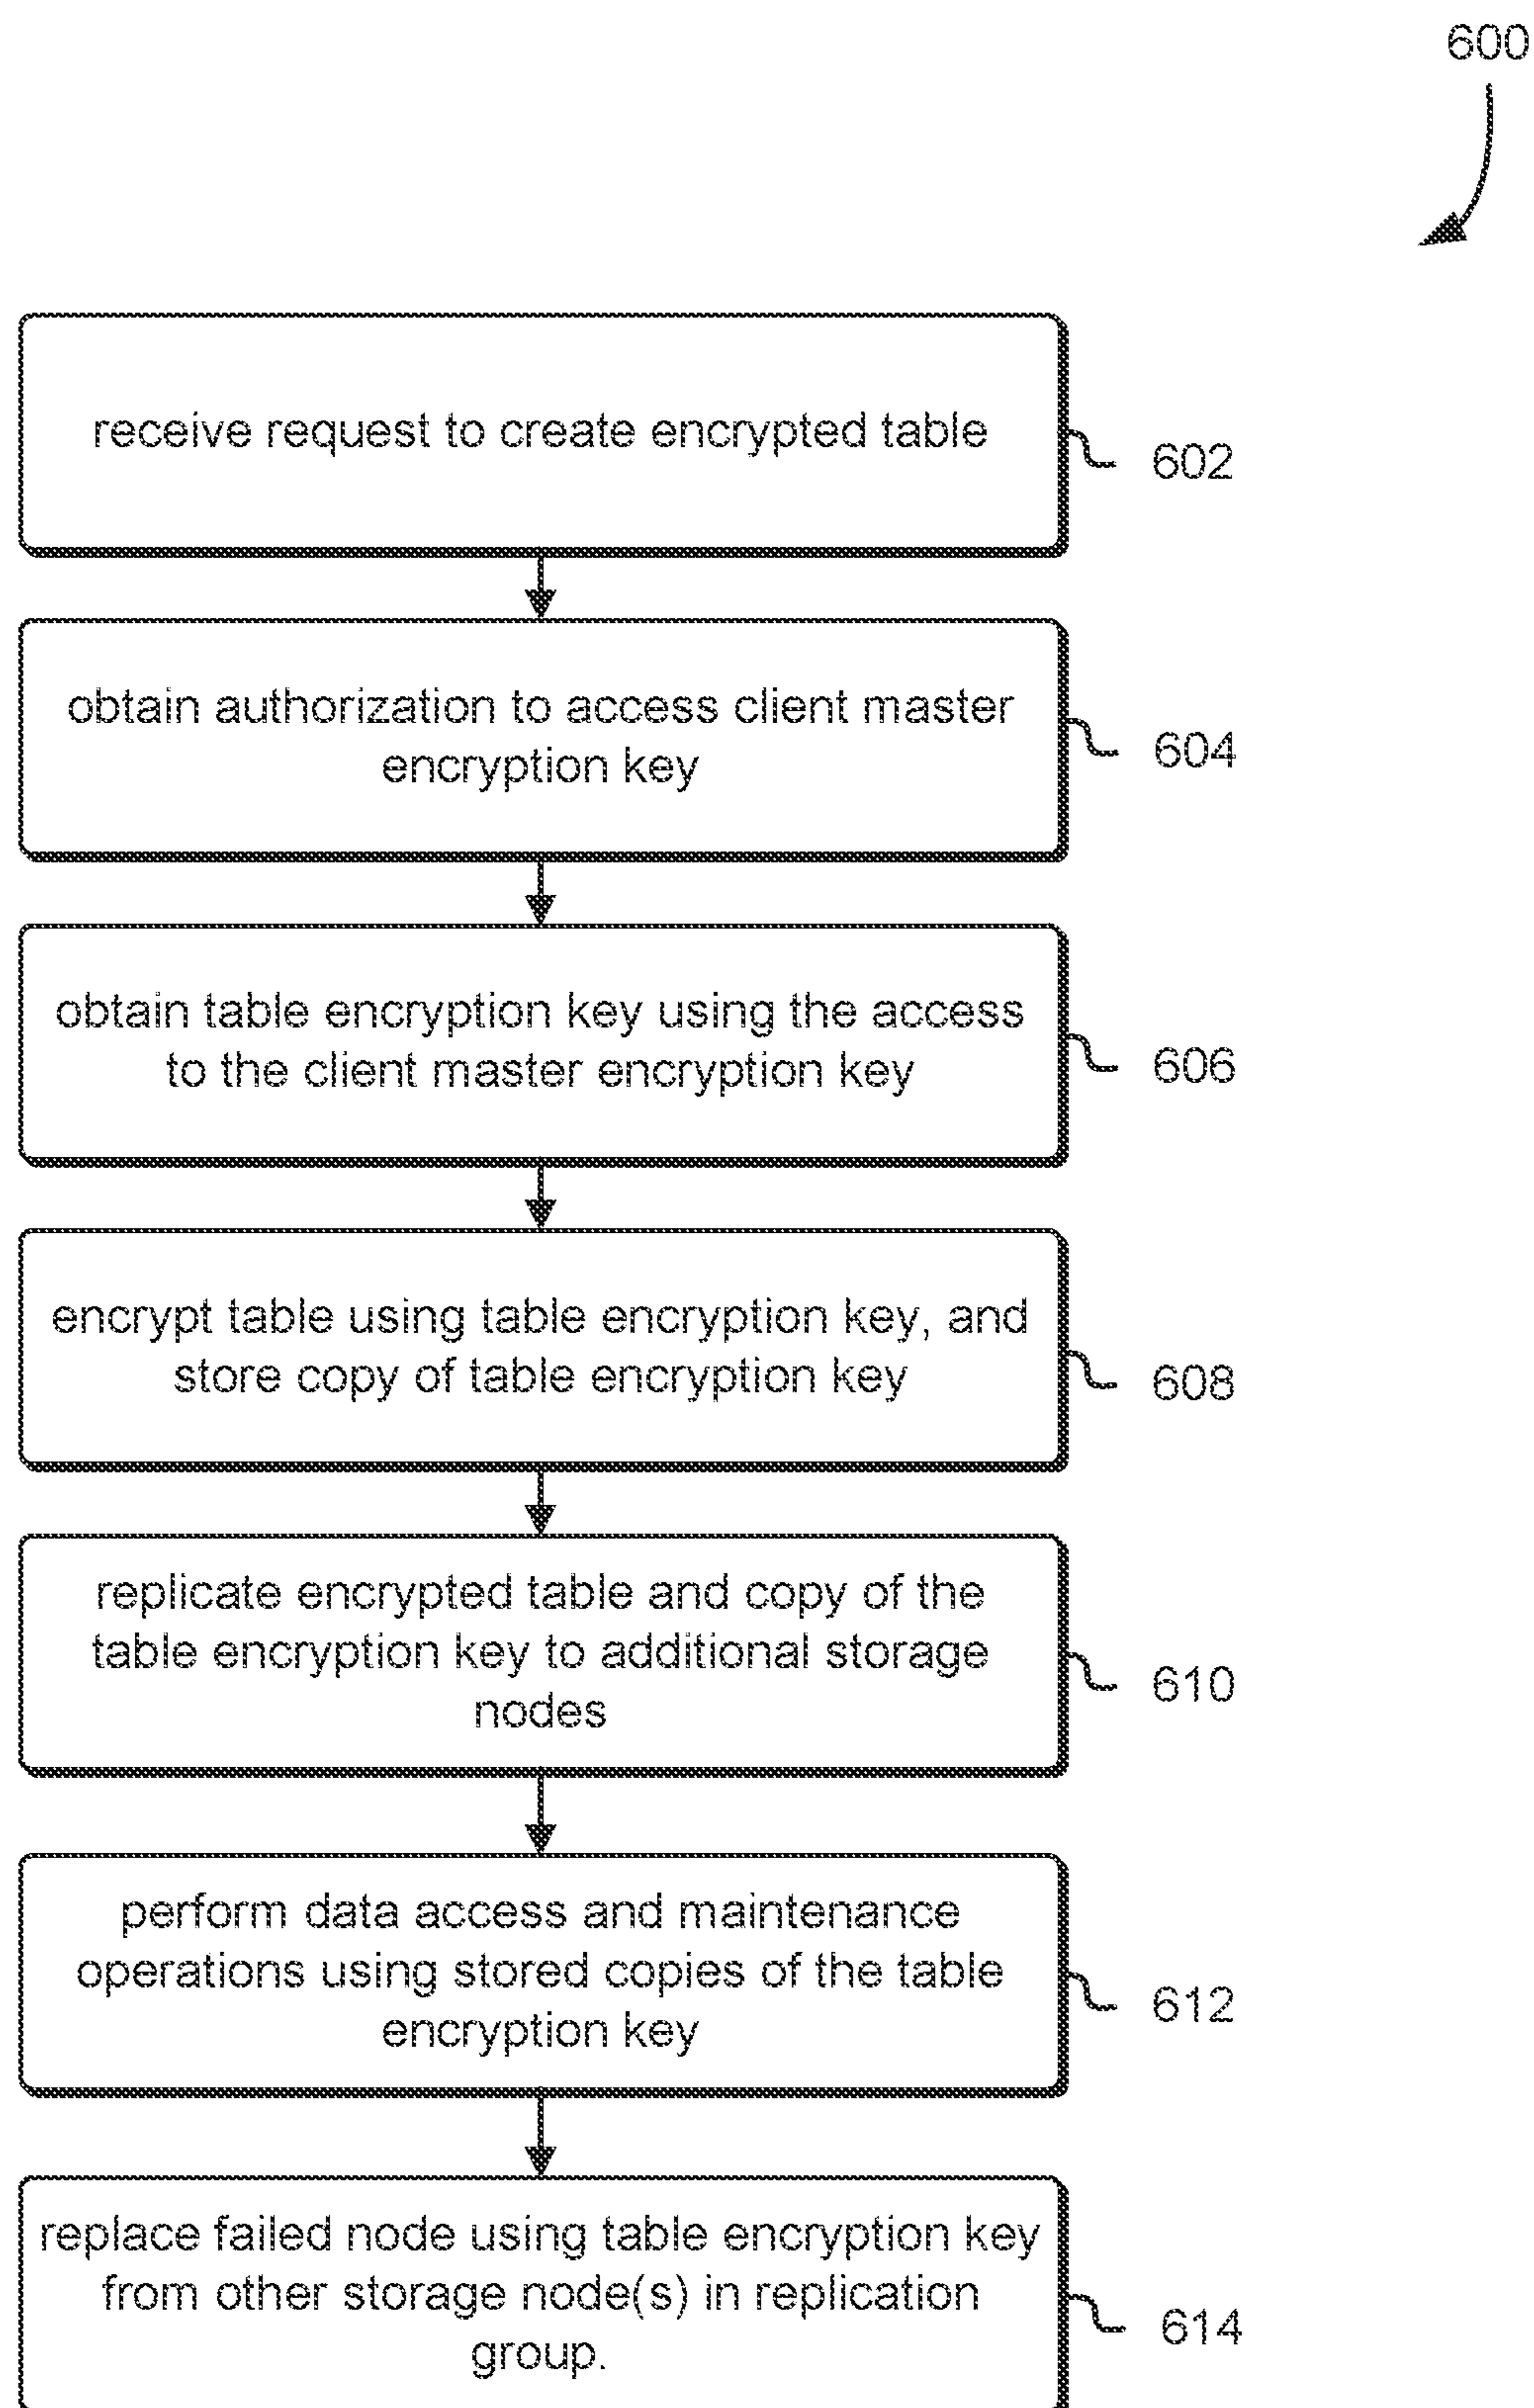 600
receive request to create encrypted table
602
obtain authorization to access client master
encryption key
604
obtain table encryption key using the access
to the client master encryption key
606
encrypt table using table encryption key, and
store copy of table encryption key
608
replicate encrypted table and copy of the
table encryption key to additional storage
nodes
610
perform data access and maintenance
operations using stored copies of the table
encryption key
612
replace failed node using table encryption key
from other storage node(s) in replication
group.
614